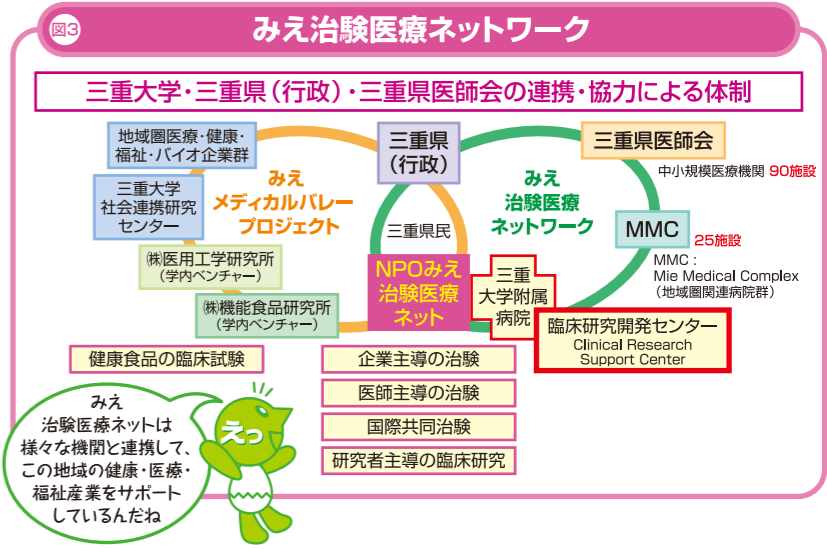 図3
みえ治験医療ネットワーク
三重大学・三重県(行政)・三重県医師会の連携・協力による体制
地域圏医療・健康・
福祉・バイオ企業群
三重県
(行政)
三重県医師会
中小規模医療機関 90施設
三重大学
社会連携研究
センター
みえ
メディカルバレー
プロジェクト
みえ
治験医療
ネットワーク
三重県民
MMC
25施設
MMC:
Mie Medical Complex
(地域圏関連病院群)
㈱医用工学研究所
(学内ベンチャー)
㈱機能食品研究所
(学内ベンチャー)
NPOみえ
治験医療
ネット
三重
大学附属
病院
臨床研究開発センター
Clinical Research
Support Center
健康食品の臨床試験
企業主導の治験
医師主導の治験
国際共同治験
研究者主導の臨床研究
みえ
治験医療ネットは
様々な機関と連携して、
この地域の健康・医療・
福祉産業をサポート
しているんだね
えっ